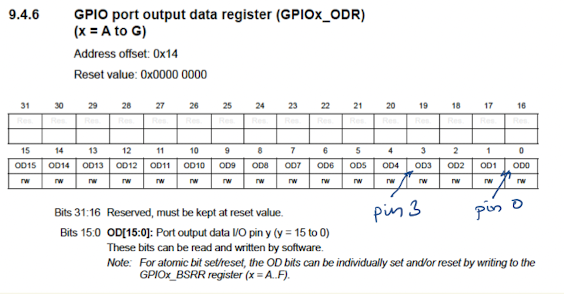 9.4.6 GPIO port output data register (GPIOx_ODR)
(x = A to G)
Address offset: 0x14
Reset value: 0x0000 0000
31 30 29 28 27 26 25 24 23 22 21 20 19 18 17 16
Res. Res. Res. Res. Res. Res. Res. Res. Res. Res. Res. Res. Res. Res. Res. Res.
15 14 13 12 11 10 9 8 7 6 5 4 3 2 1 0
OD15 OD14 OD13 OD12 OD11 OD10 OD9 OD8 OD7 OD6 OD5 OD4 OD3 OD2 OD1 OD0
rw rw rw rw rw rw rw rw rw rw rw rw rw rw rw rw
pin 3 pin 0
Bits 31:16 Reserved, must be kept at reset value.
Bits 15:0 OD[15:0]: Port output data I/O pin y (y = 15 to 0)
These bits can be read and written by software.
Note: For atomic bit set/reset, the OD bits can be individually set and/or reset by writing to the
GPIOx_BSRR register (x = A..F).